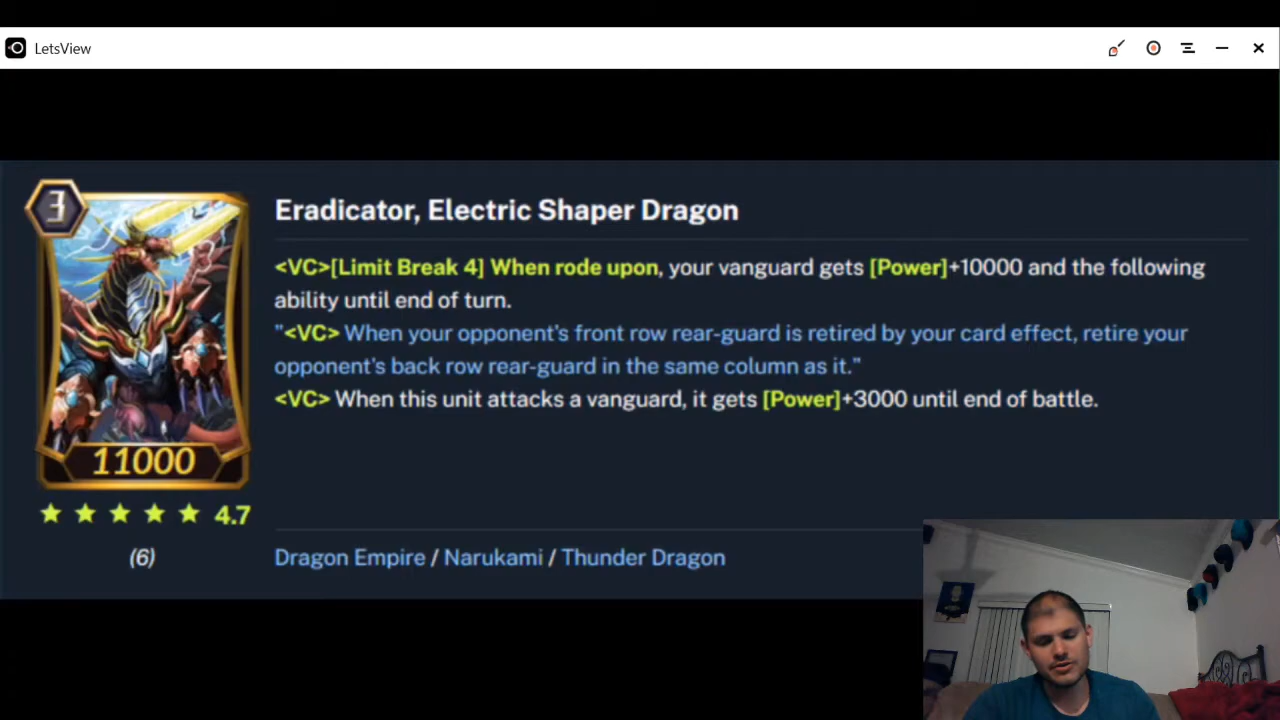 LetsView
3
Eradicator, Electric Shaper Dragon
<VC>[Limit Break 4] When rode upon, your vanguard gets [Power]+10000 and the following
ability until end of turn.
"<VC> When your opponent's front row rear-guard is retired by your card effect, retire your
opponent's back row rear-guard in the same column as it."
<VC> When this unit attacks a vanguard, it gets [Power]+3000 until end of battle.
11000
4.7
(6)
Dragon Empire / Narukami / Thunder Dragon